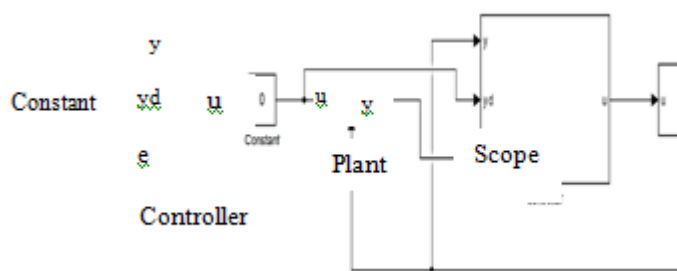 y
y
Constant yd u 0 u y yd u u
Constant
e Plant Scope
Controller